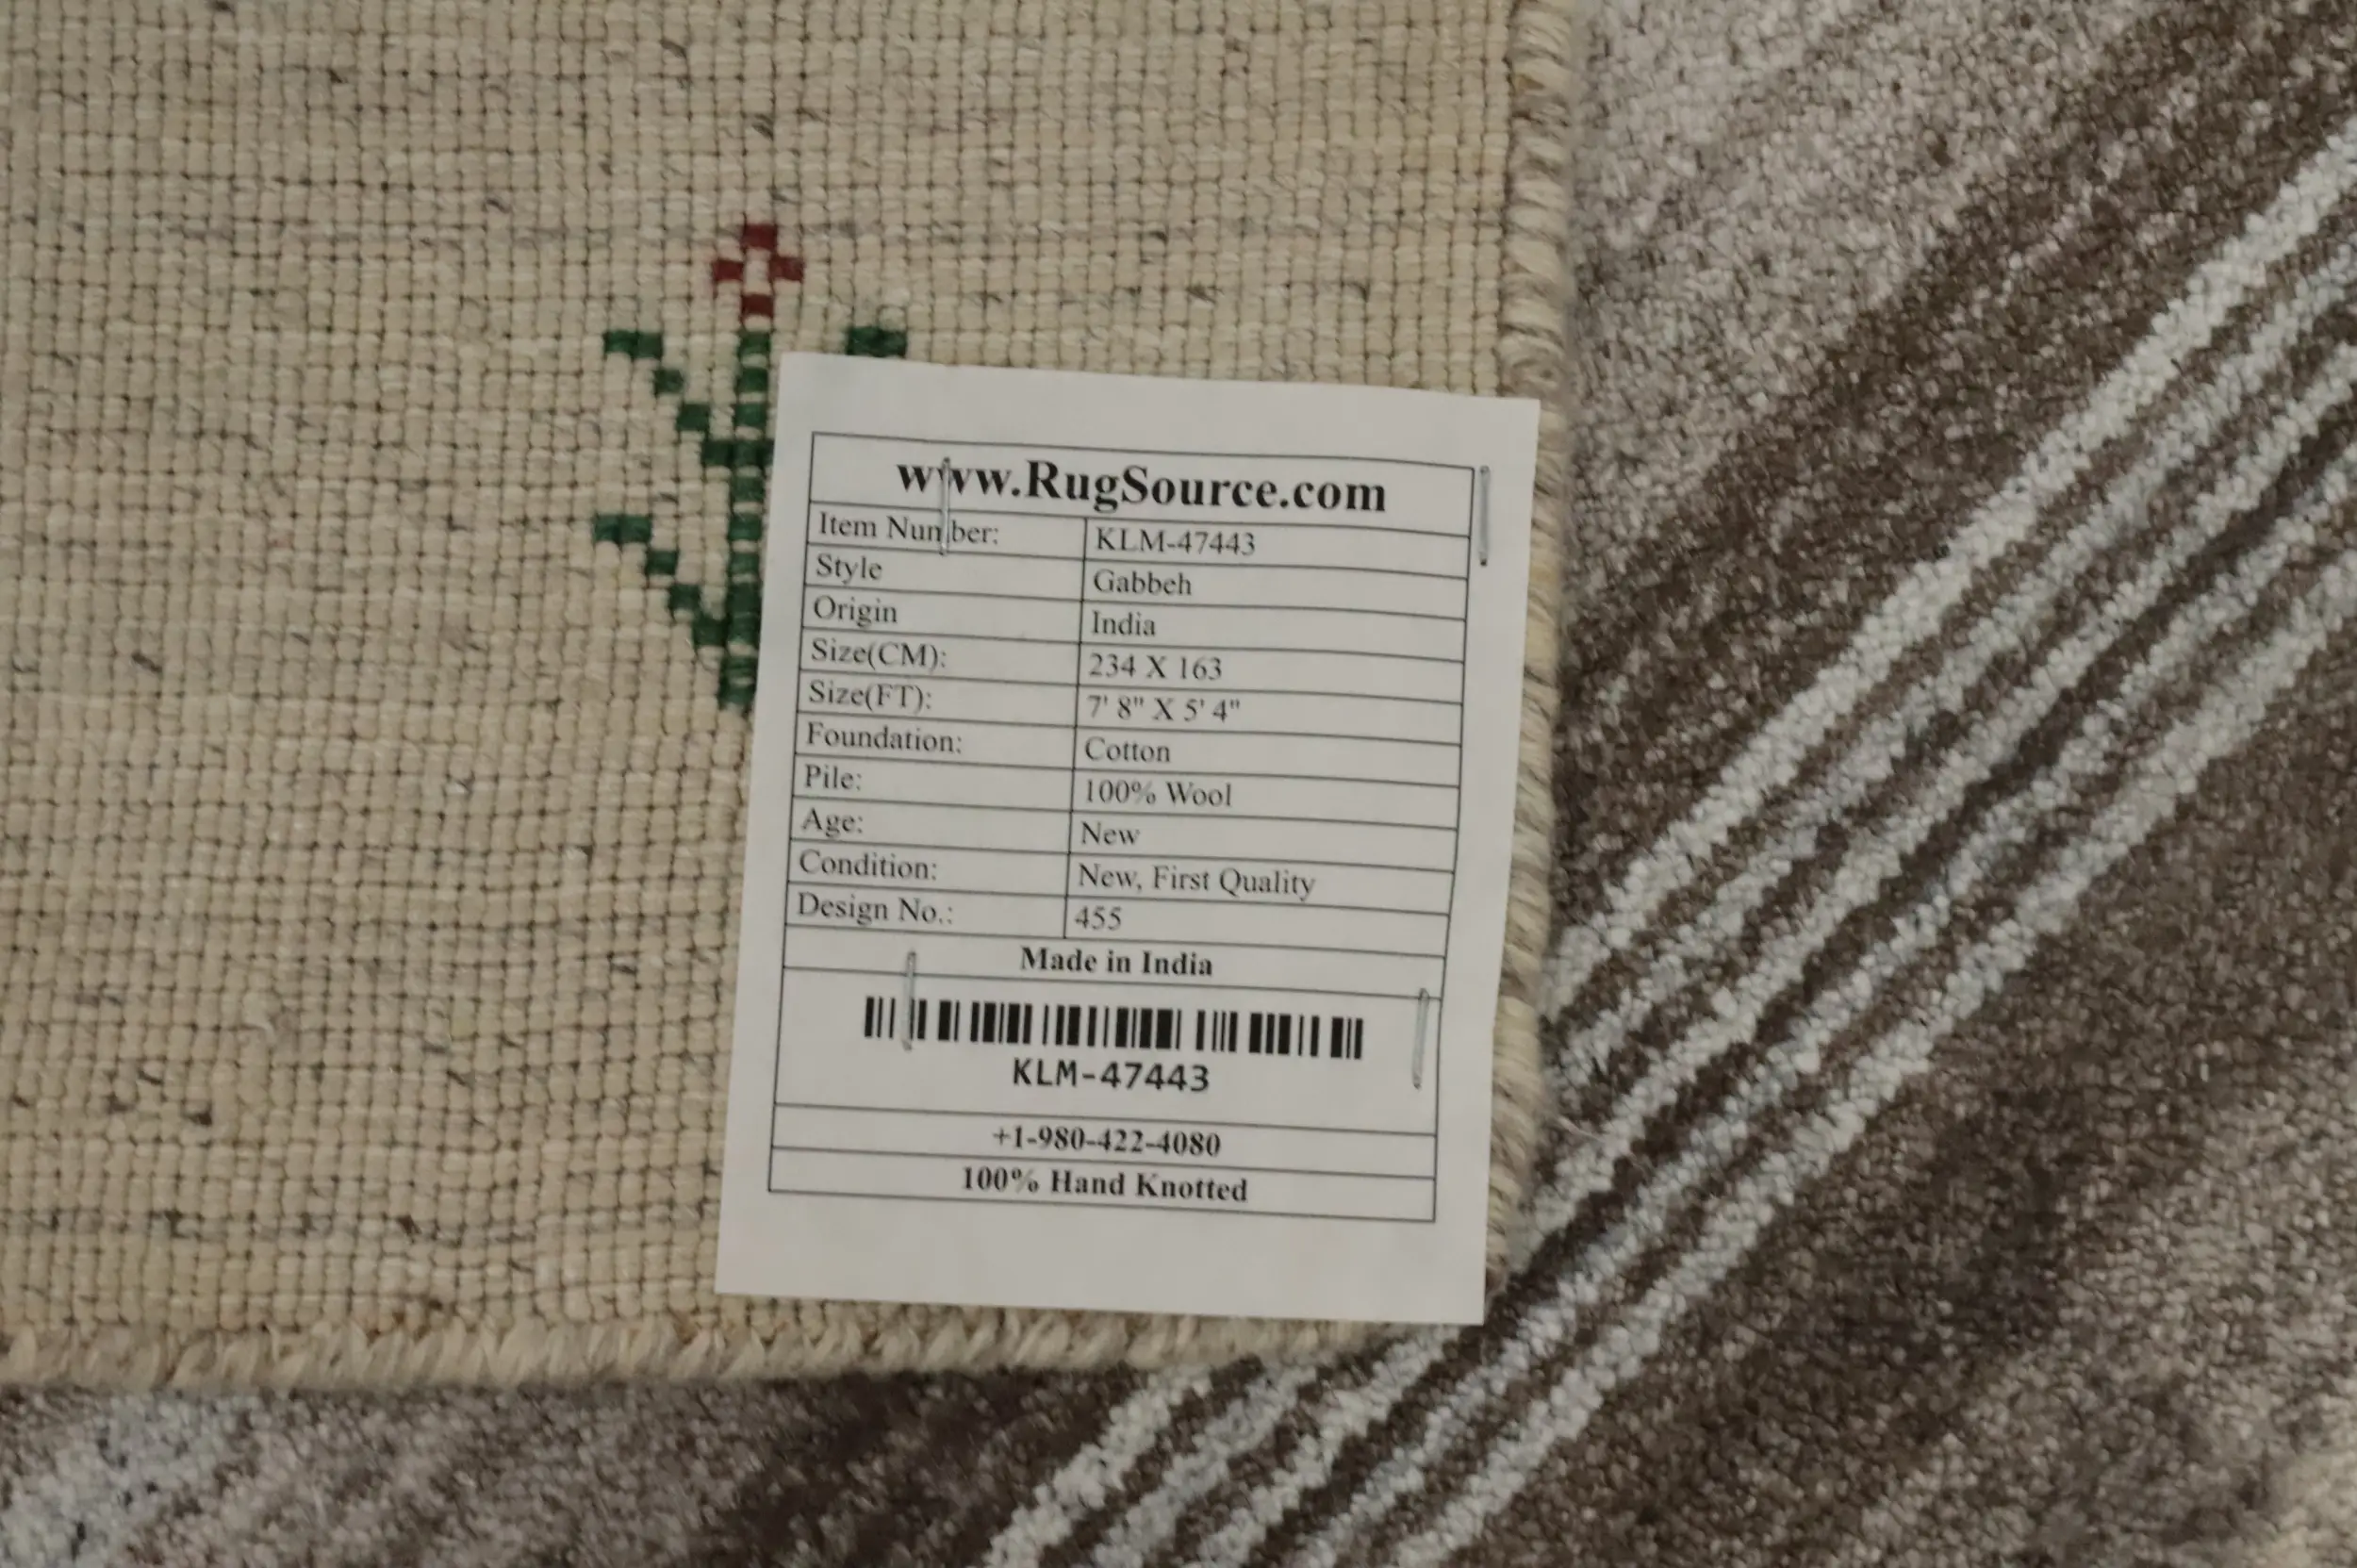 www.RugSource.com
Item Number: KLM-47443
Style Gabbeh
Origin India
Size(CM): 234 X 163
Size(FT): 7' 8" X 5' 4"
Foundation: Cotton
Pile: 100% Wool
Age: New
Condition: New, First Quality
Design No.: 455
Made in India
KLM-47443
+1-980-422-4080
100% Hand Knotted